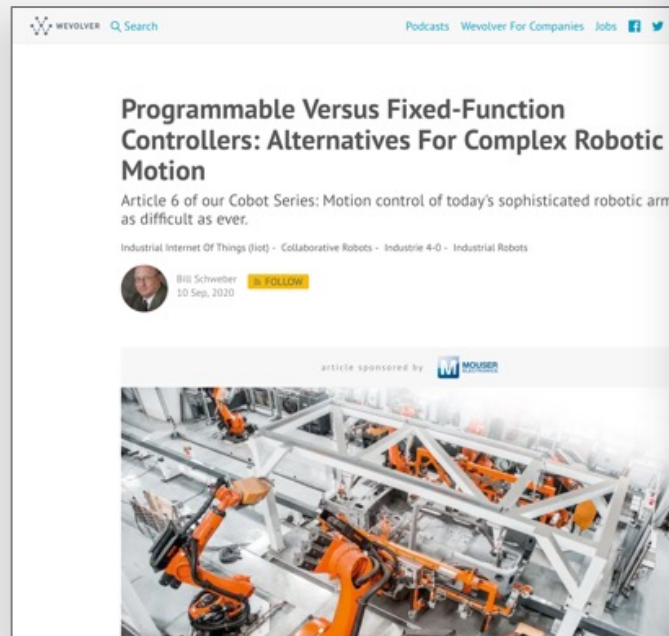 WEVOLVER Search Podcasts Wevolver For Companies Jobs
Programmable Versus Fixed-Function
Controllers: Alternatives For Complex Robotic
Motion
Article 6 of our Cobot Series: Motion control of today's sophisticated robotic arm
as difficult as ever.
Industrial Internet Of Things (Iiot) - Collaborative Robots - Industrie 4-0 - Industrial Robots
Bill Schweber
10 Sep, 2020
FOLLOW
article sponsored by M MOUSER
ELECTRONICS